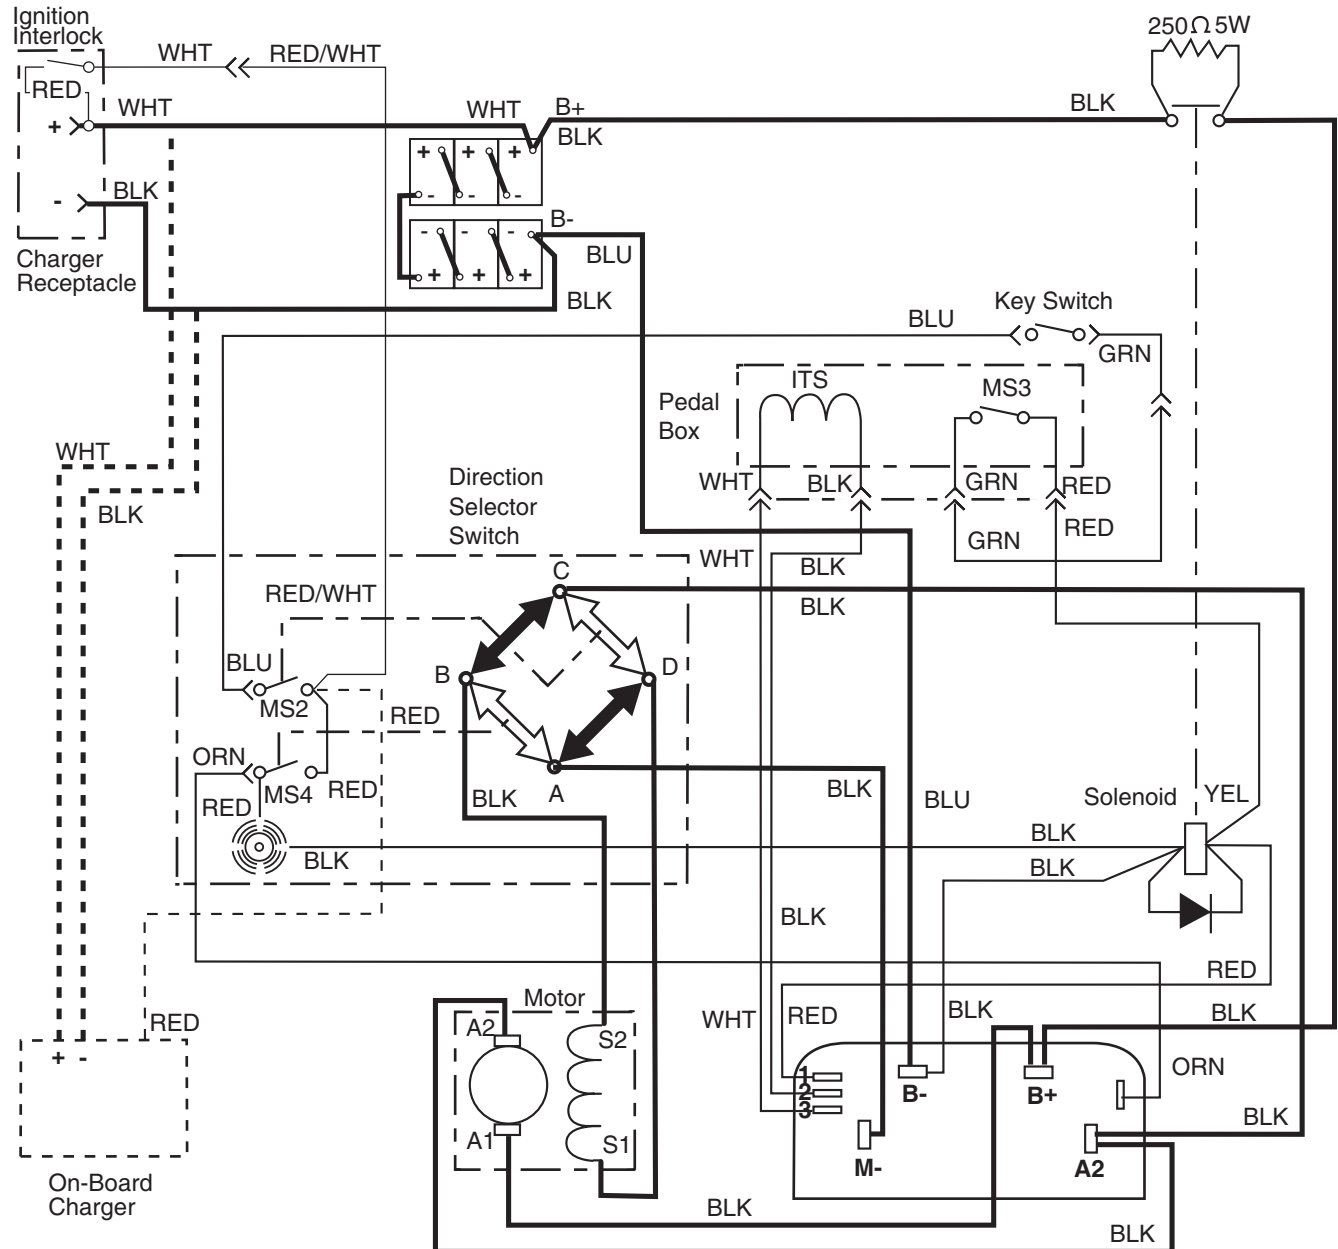 Ignition
Interlock
WHT
RED/WHT
250Ω 5W
RED
WHT
WHT
B+
BLK
BLK
+
-
BLK
+ + +
- - -
B-
BLU
- - -
+ + +
BLK
Charger
Receptacle
Key Switch
BLU
GRN
ITS
MS3
Pedal
Box
WHT
BLK
GRN
RED
WHT
BLK
Direction
Selector
Switch
RED
GRN
WHT
BLK
C
RED/WHT
BLK
BLU
B
D
MS2
RED
ORN
MS4
RED
RED
BLK
A
BLK
BLU
Solenoid
YEL
BLK
BLK
BLK
BLK
RED
Motor
WHT
RED
BLK
BLK
RED
A2
S2
+ -
1
2
3
B-
B+
ORN
A1
S1
M-
A2
BLK
On-Board
Charger
BLK
BLK